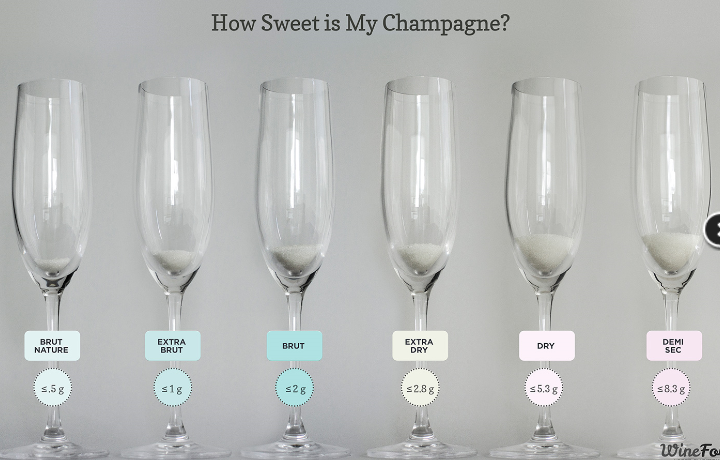 How Sweet is My Champagne?
BRUT
NATURE
EXTRA
BRUT
BRUT
EXTRA
DRY
DRY
DEMI
SEC
≤.5 g
≤1 g
≤2 g
≤2.8 g
≤5.3 g
≤8.3 g
WineFo